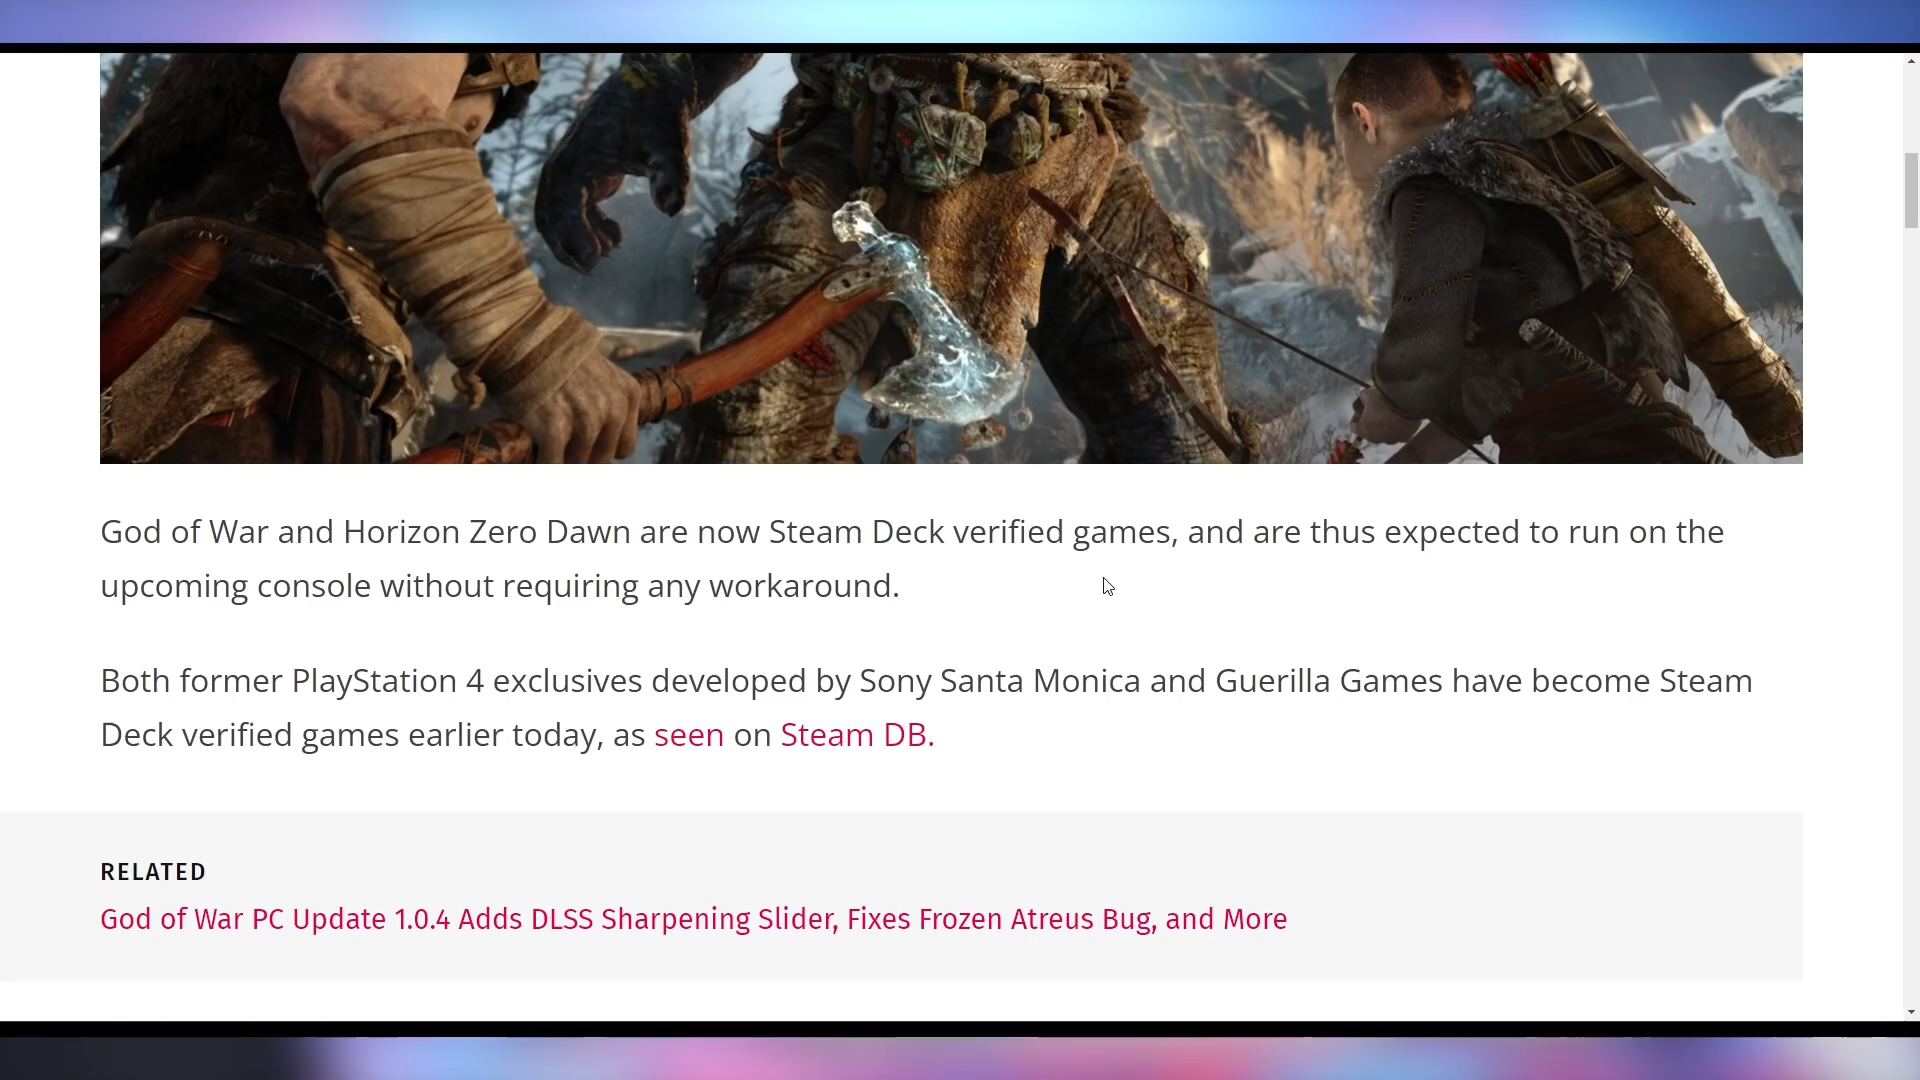 God of War and Horizon Zero Dawn are now Steam Deck verified games, and are thus expected to run on the
upcoming console without requiring any workaround.
Both former PlayStation 4 exclusives developed by Sony Santa Monica and Guerilla Games have become Steam
Deck verified games earlier today, as seen on Steam DB.
RELATED
God of War PC Update 1.0.4 Adds DLSS Sharpening Slider, Fixes Frozen Atreus Bug, and More